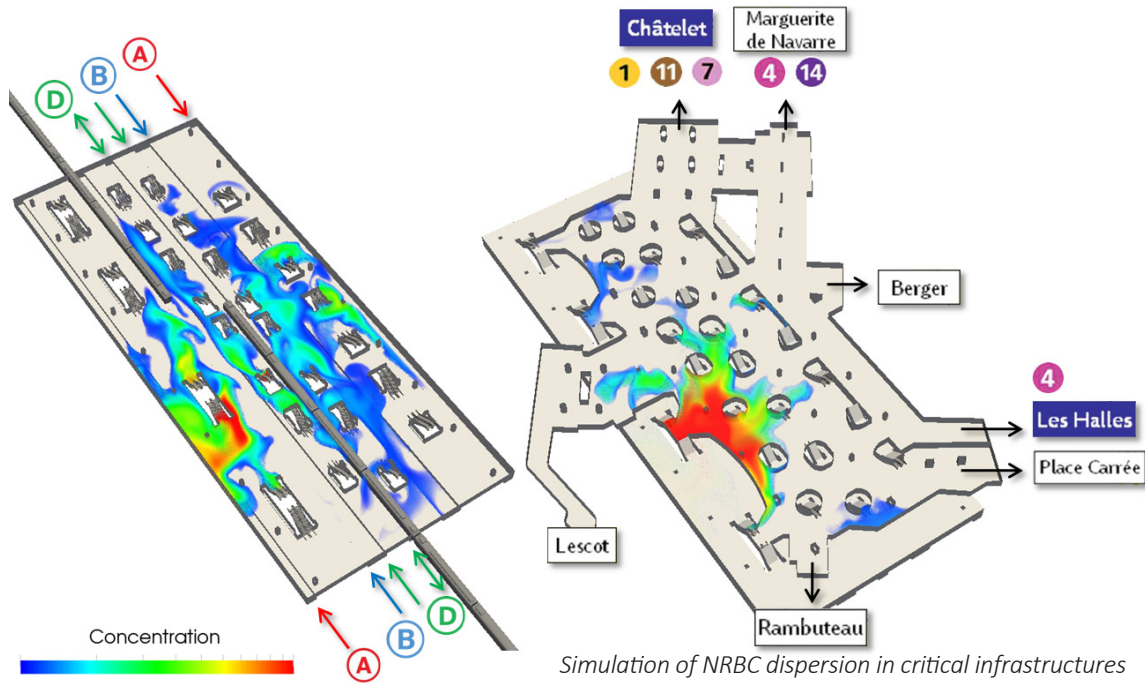 A
B
D
Concentration
A
B
D
Châtelet
1 11 7
Marguerite
de Navarre
4 14
Berger
4
Les Halles
Place Carrée
Lescot
Rambuteau
Simulation of NRBC dispersion in critical infrastructures